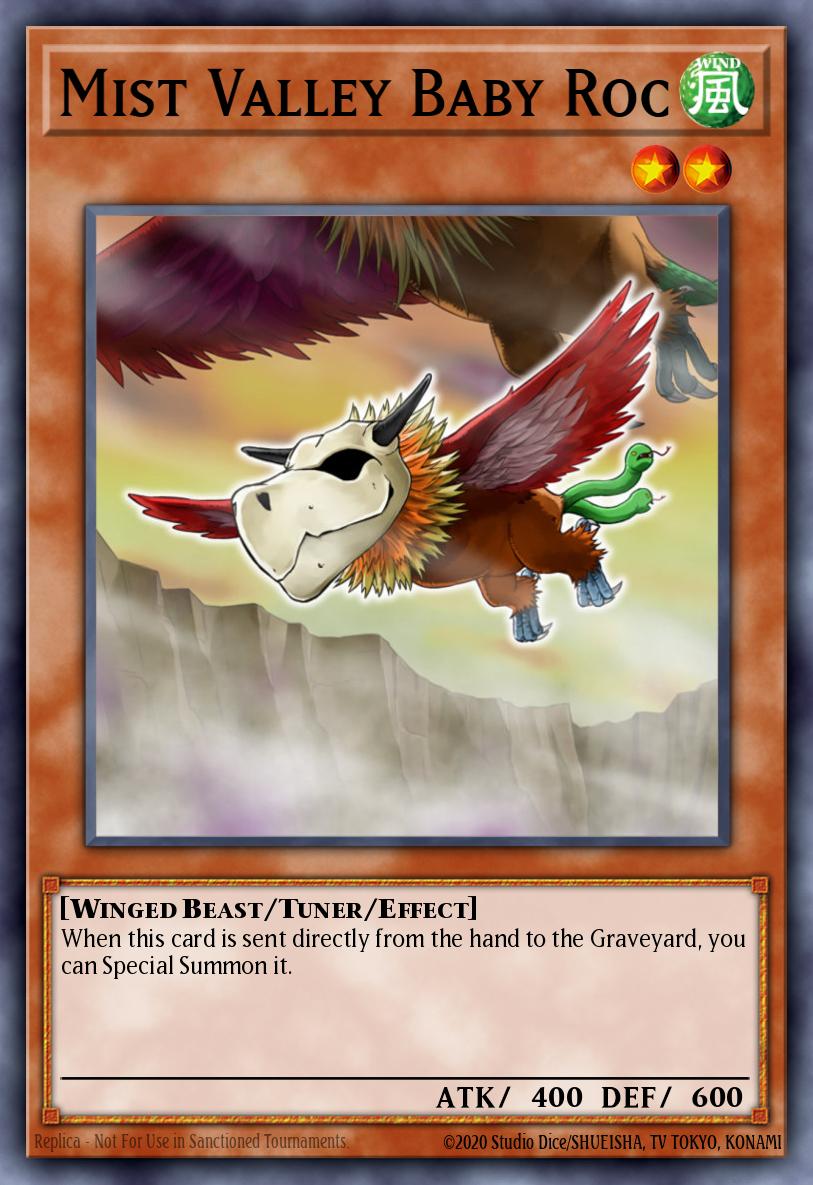 Mist Valley Baby Roc
WIND
風
[Winged Beast/Tuner/Effect]
When this card is sent directly from the hand to the Graveyard, you
can Special Summon it.
ATK/ 400 DEF/ 600
Replica - Not For Use in Sanctioned Tournaments.
©2020 Studio Dice/SHUEISHA, TV TOKYO, KONAMI